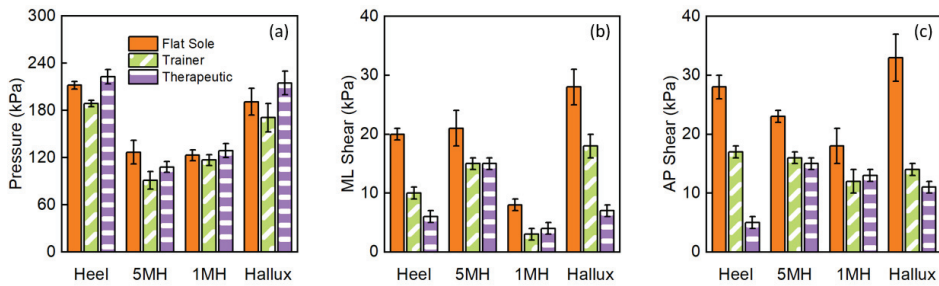 (a)
300
240
180
120
60
0
Pressure (kPa)
Flat Sole
Trainer
Therapeutic
Heel 5MH 1MH Hallux
(b)
40
30
20
10
0
ML Shear (kPa)
Heel 5MH 1MH Hallux
(c)
40
30
20
10
0
AP Shear (kPa)
Heel 5MH 1MH Hallux